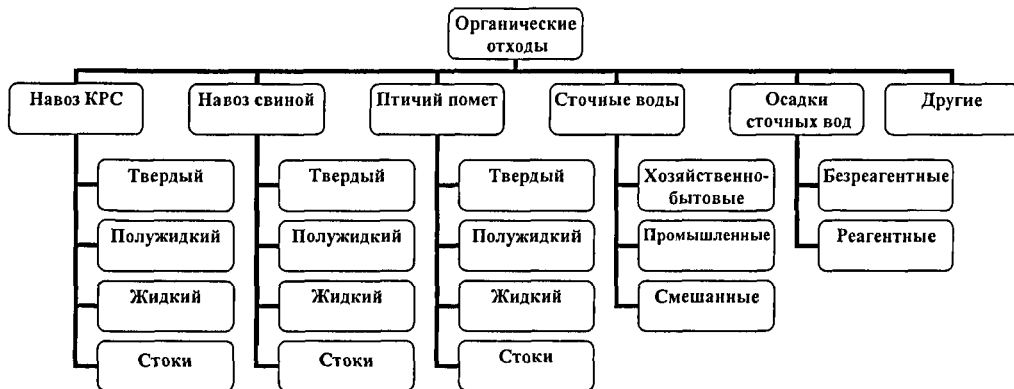 Органические
отходы
Навоз КРС
Навоз свиной
Птичий помет
Сточные воды
Осадки
сточных вод
Другие
Твердый
Твердый
Твердый
Хозяйственно-
бытовые
Безреагентные
Полужидкий
Полужидкий
Полужидкий
Промышленные
Реагентные
Жидкий
Жидкий
Жидкий
Смешанные
Стоки
Стоки
Стоки